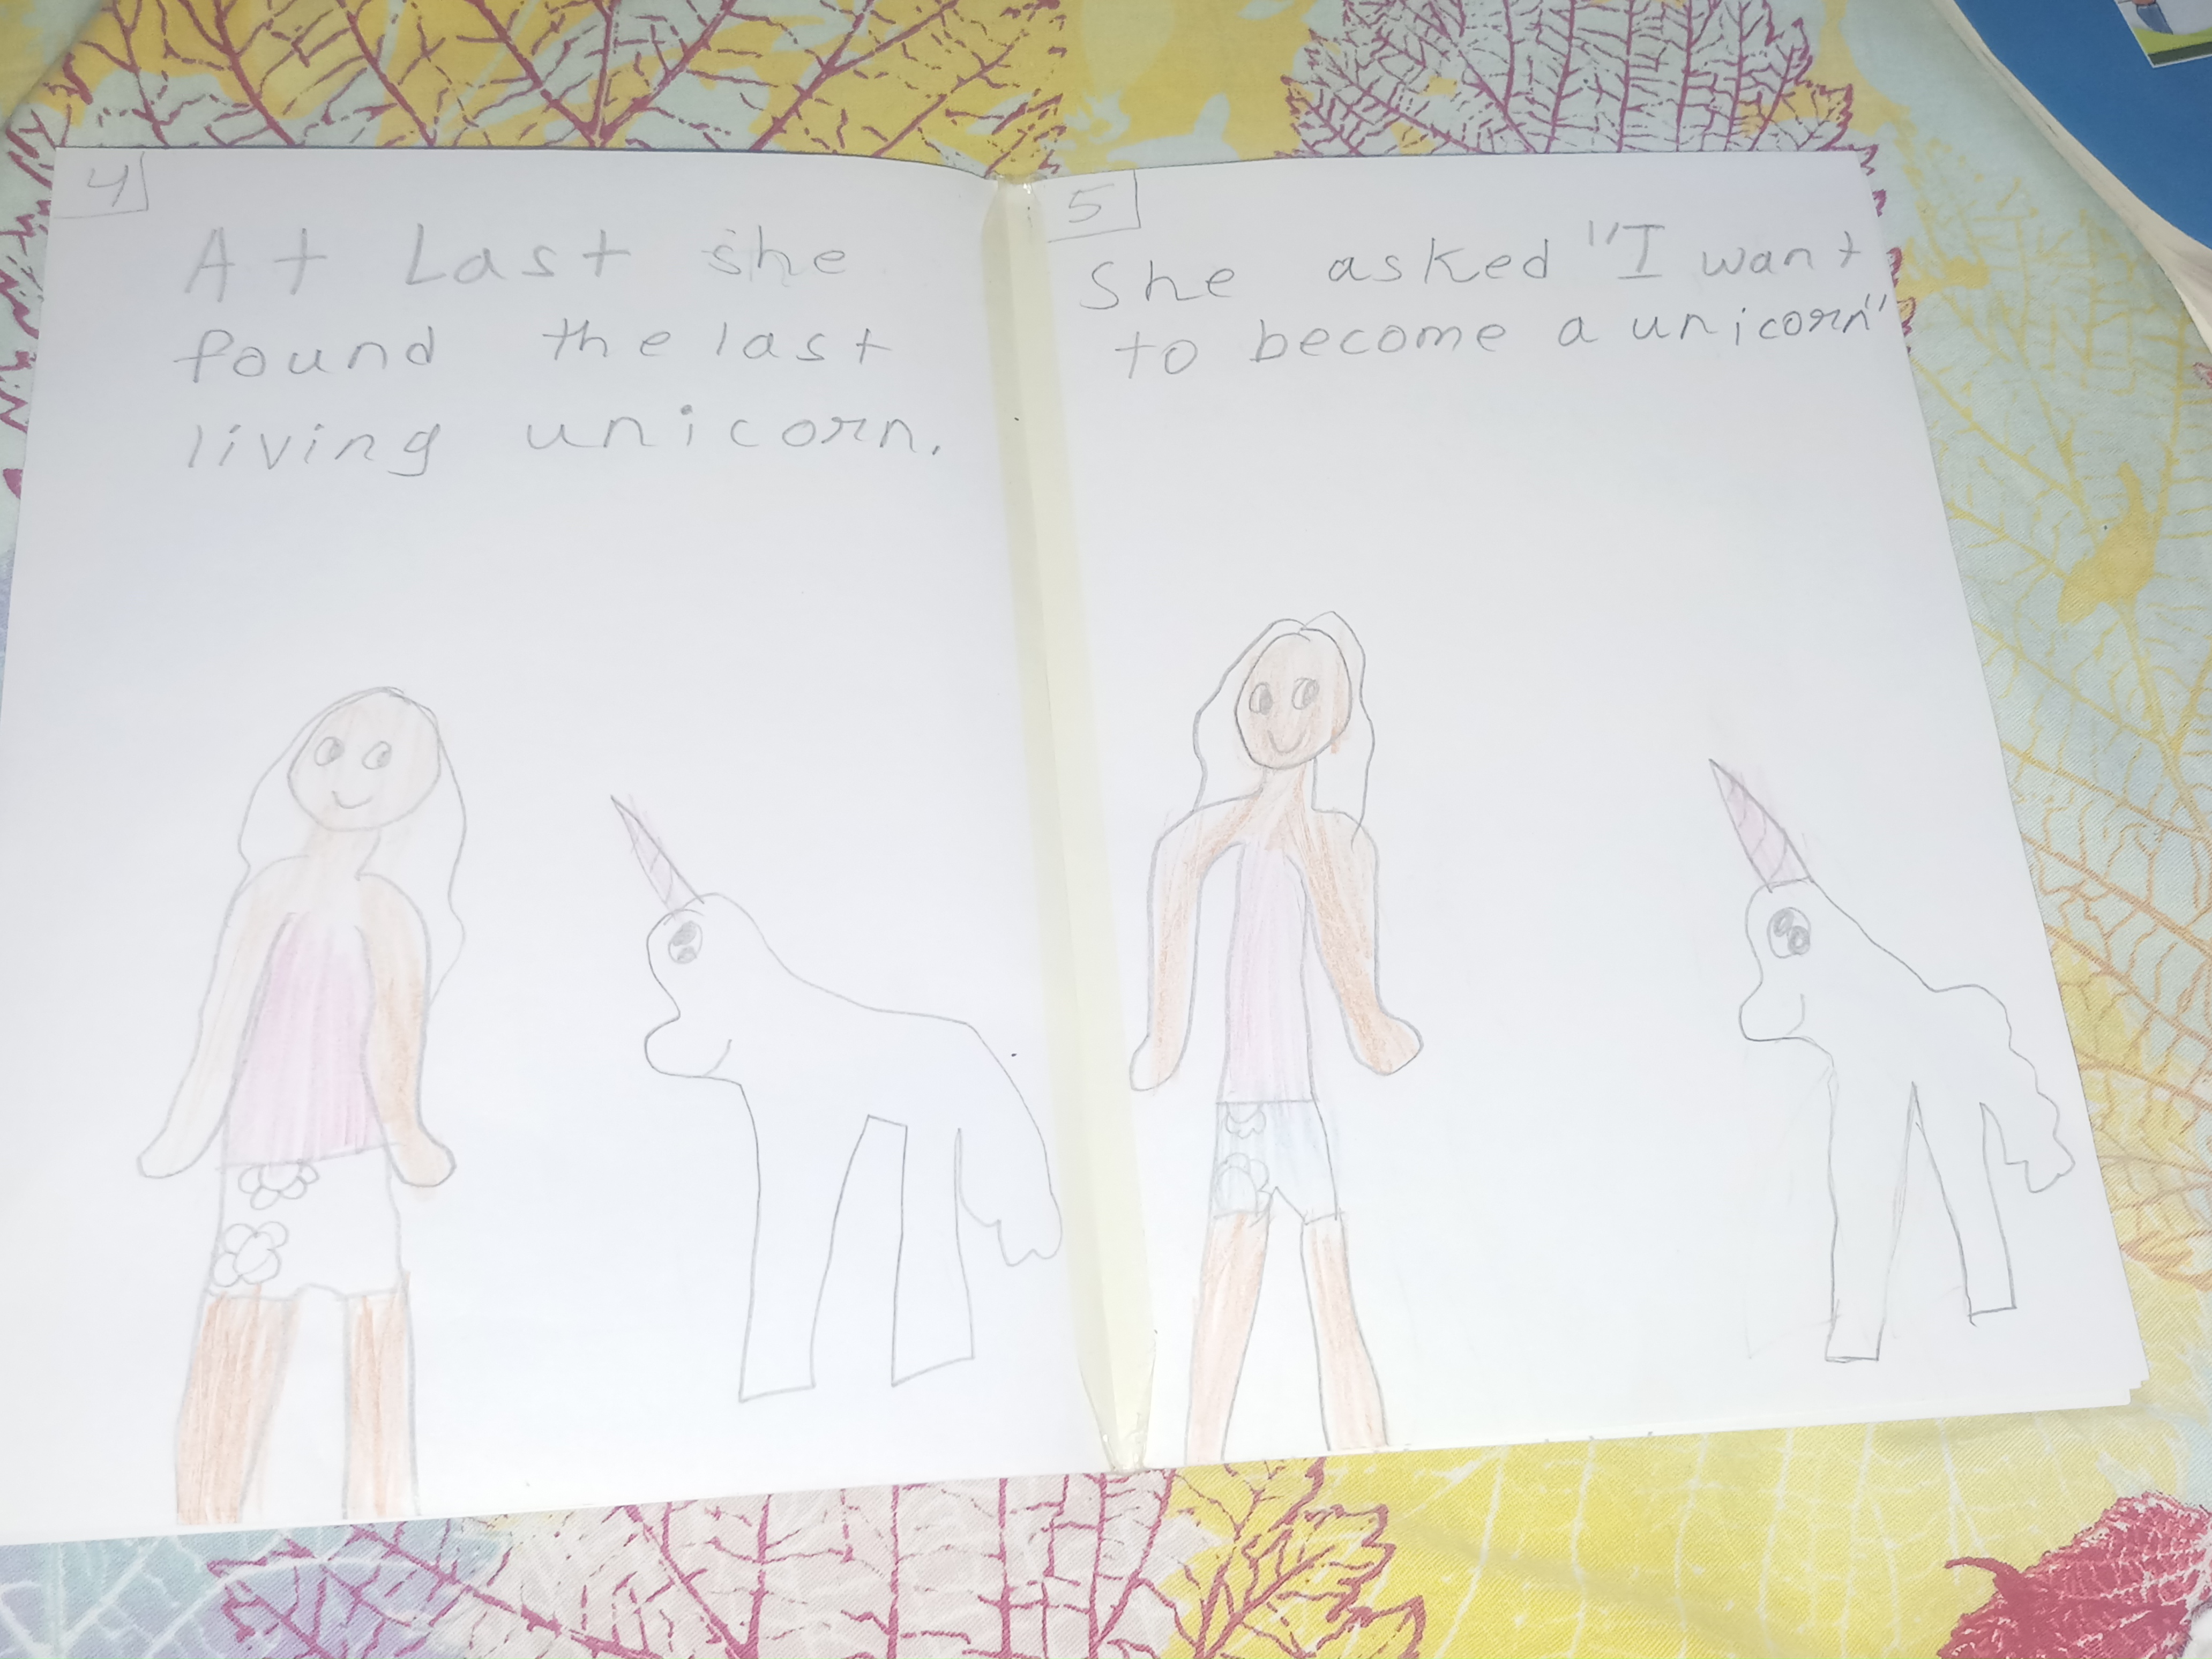 4
At Last she
found the last
living unicorn.
5
She asked "I want
to become a unicorn"